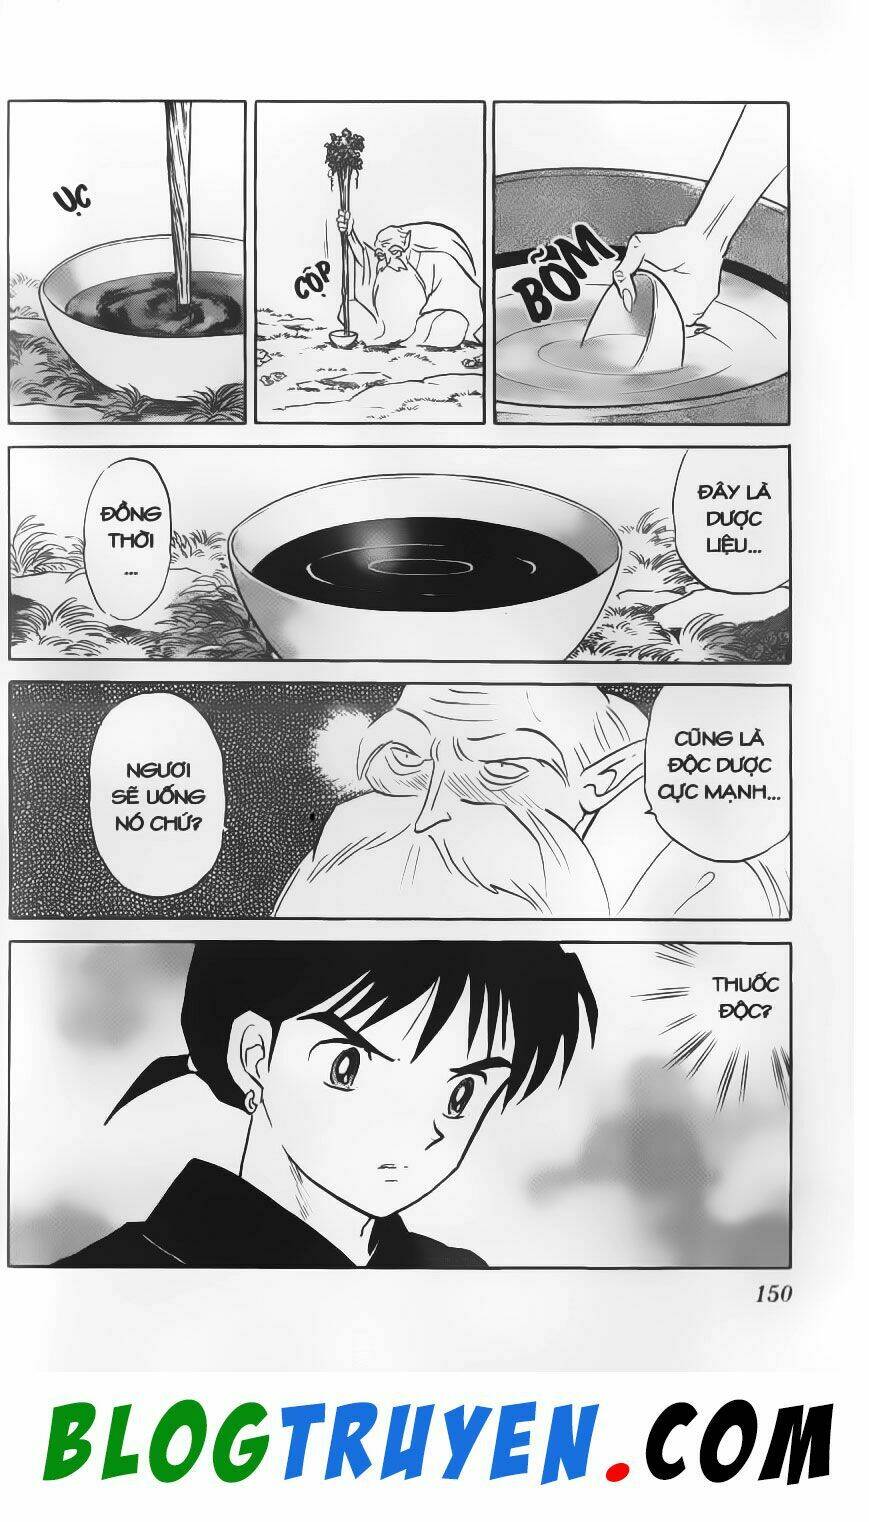 BÕM
CỘP
ỤC
ĐÂY LÀ
DƯỢC
LIỆU...
ĐỒNG
THỜI
...
CŨNG LÀ
ĐỘC DƯỢC
CỰC MẠNH...
NGƯƠI
SẼ UỐNG
NÓ CHỨ?
THUỐC
ĐỘC?
150
BLOGTRUYEN.COM